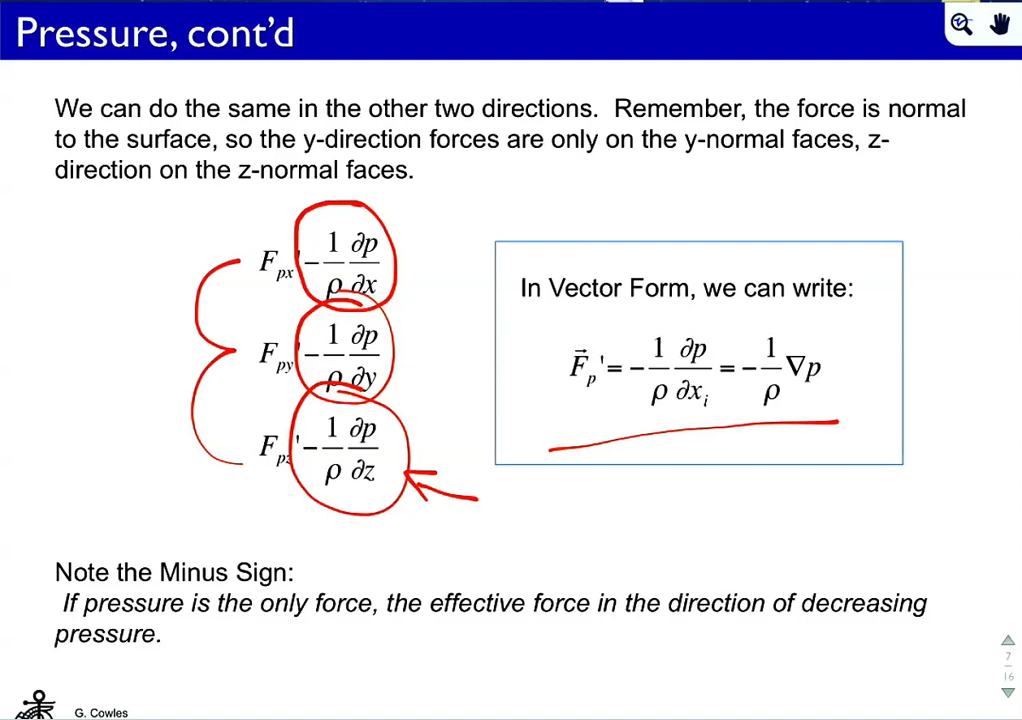 Pressure, cont'd
We can do the same in the other two directions.  Remember, the force is normal
to the surface, so the y-direction forces are only on the y-normal faces, z-
direction on the z-normal faces.
F_px' − 1/ρ ∂p/∂x
F_py' − 1/ρ ∂p/∂y
F_pz' − 1/ρ ∂p/∂z
In Vector Form, we can write:
F⃗_p' = − 1/ρ ∂p/∂x_i = − 1/ρ ∇p
Note the Minus Sign:
If pressure is the only force, the effective force in the direction of decreasing
pressure.
7
16
G. Cowles